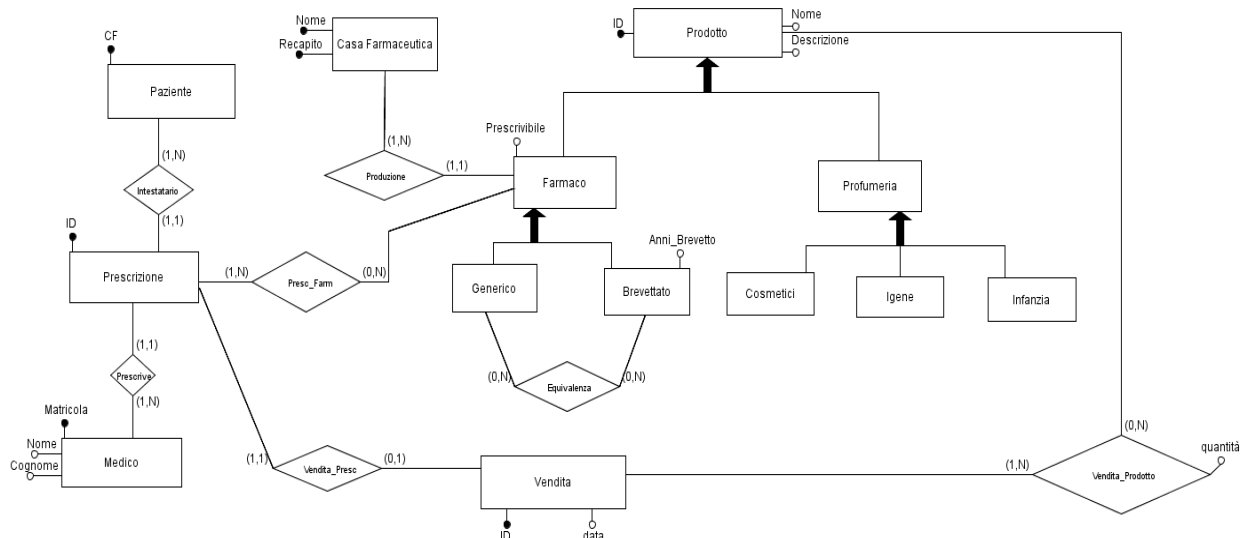 Nome
Recapito
Casa Farmaceutica
ID
Prodotto
Nome
Descrizione
CF
Paziente
(1,N)
Intestatario
(1,1)
(1,N)
Produzione
(1,1)
Prescrivibile
Farmaco
Profumeria
ID
Prescrizione
(1,N)
Presc_Farm
(0,N)
Generico
Anni_Brevetto
Brevettato
Cosmetici
Igene
Infanzia
(1,1)
Prescrive
(1,N)
(0,N)
Equivalenza
(0,N)
Matricola
Nome
Cognome
Medico
(1,1)
Vendita_Presc
(0,1)
Vendita
ID
data
(1,N)
(0,N)
Vendita_Prodotto
quantità